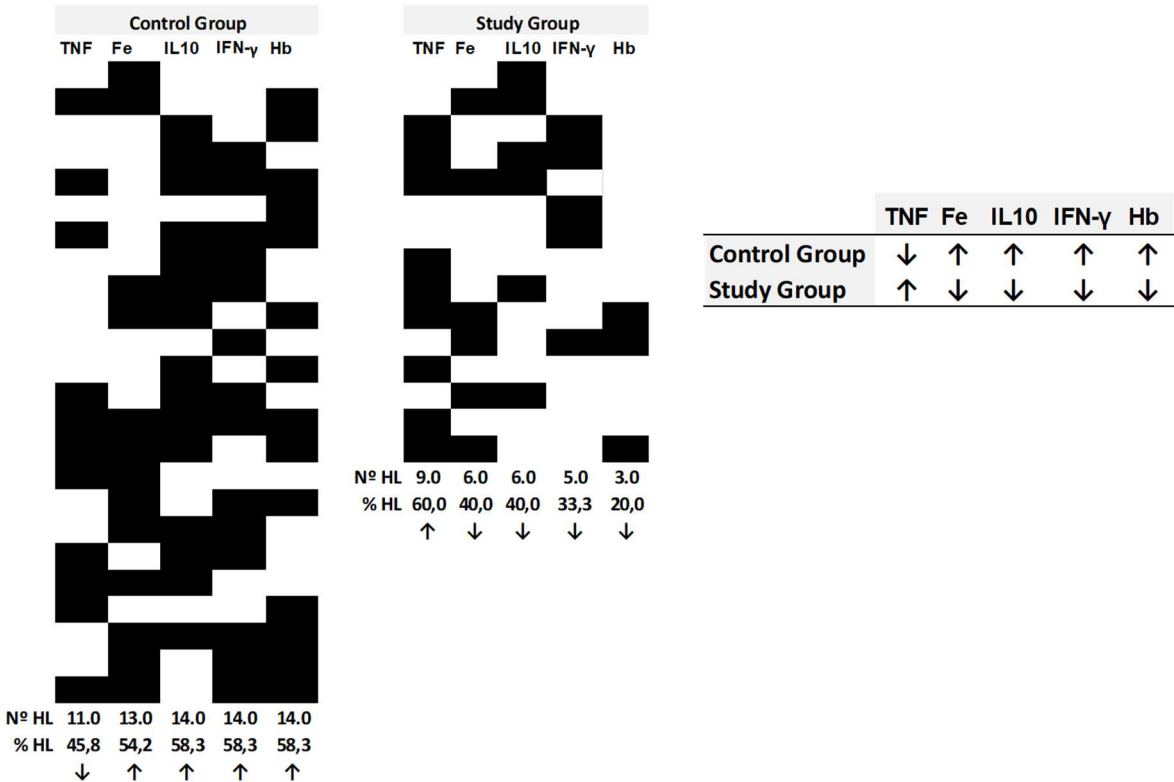 Control Group
TNF Fe IL10 IFN-γ Hb
Nº HL 11.0 13.0 14.0 14.0 14.0
% HL 45,8 54,2 58,3 58,3 58,3
↓ ↑ ↑ ↑ ↑
Study Group
TNF Fe IL10 IFN-γ Hb
Nº HL 9.0 6.0 6.0 5.0 3.0
% HL 60,0 40,0 40,0 33,3 20,0
↑ ↓ ↓ ↓ ↓
TNF Fe IL10 IFN-γ Hb
Control Group ↓ ↑ ↑ ↑ ↑
Study Group ↑ ↓ ↓ ↓ ↓